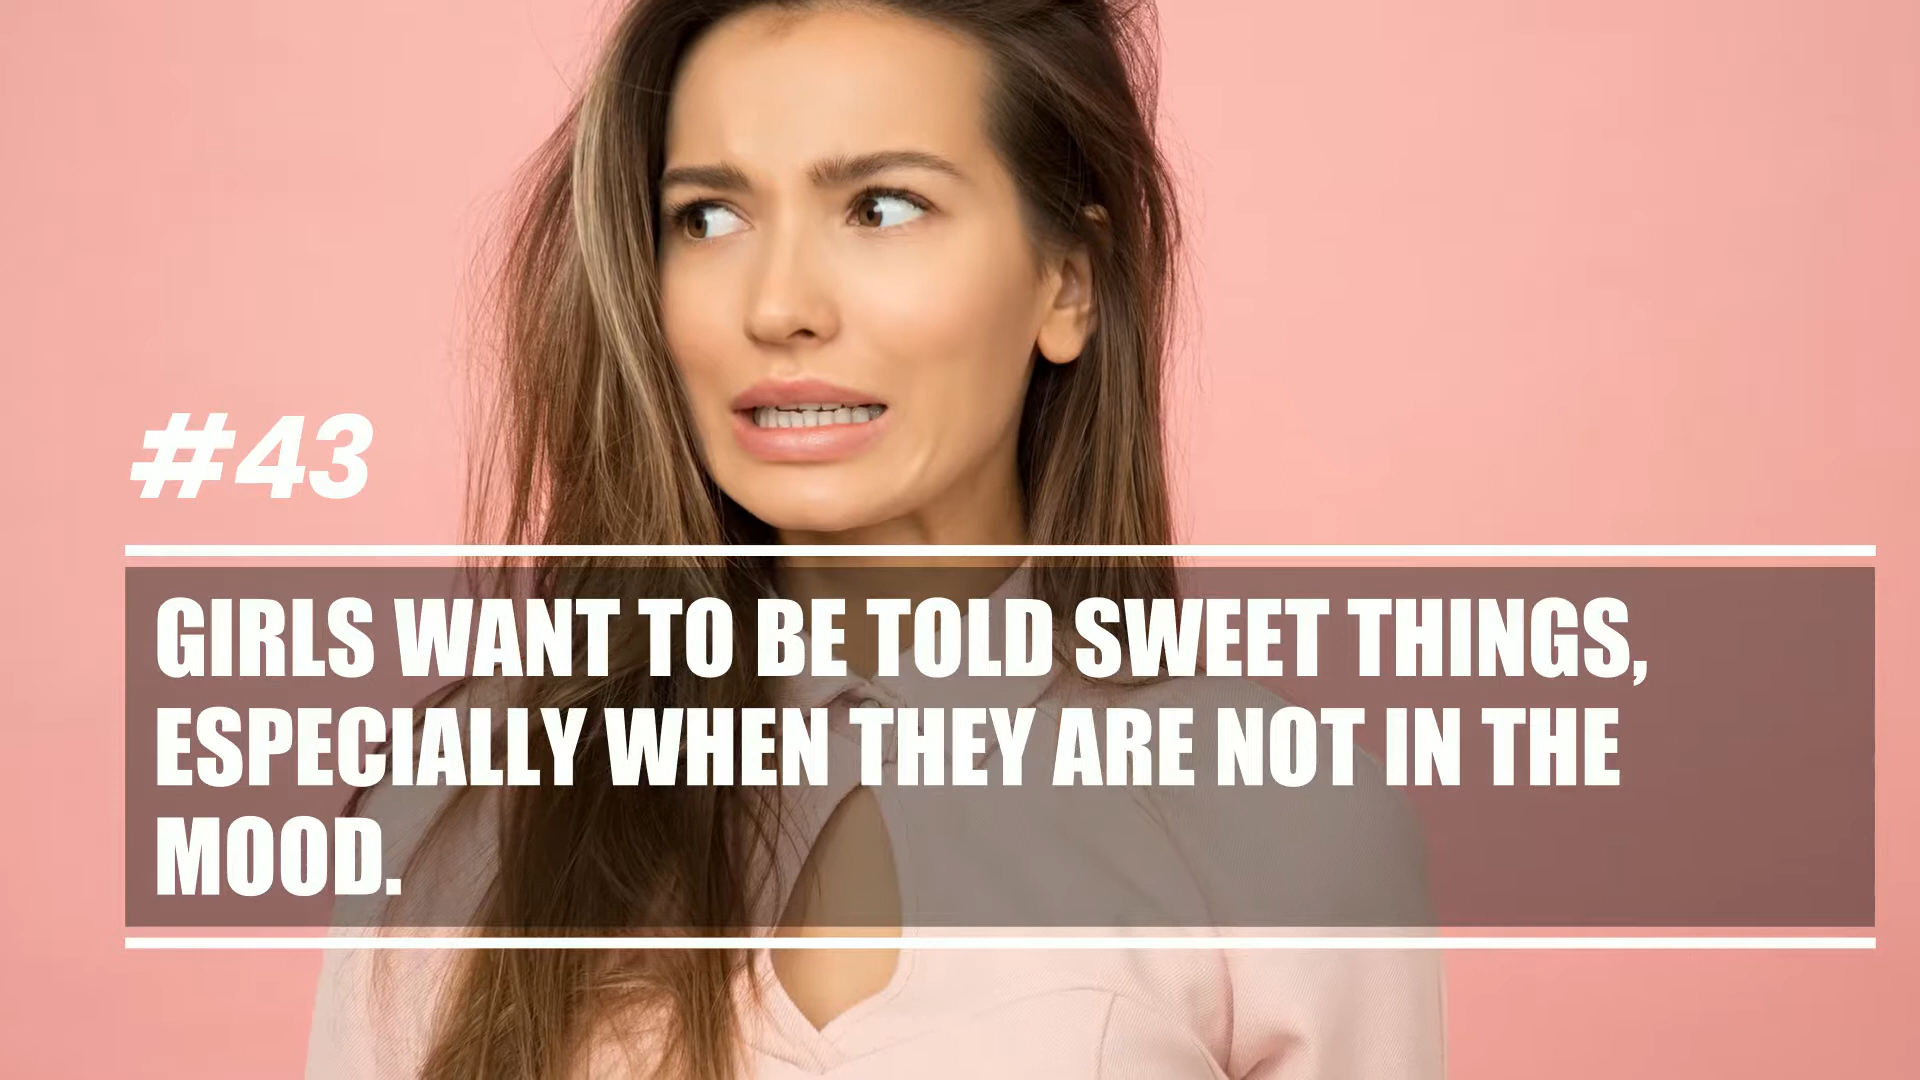 #43
GIRLS WANT TO BE TOLD SWEET THINGS,
ESPECIALLY WHEN THEY ARE NOT IN THE
MOOD.